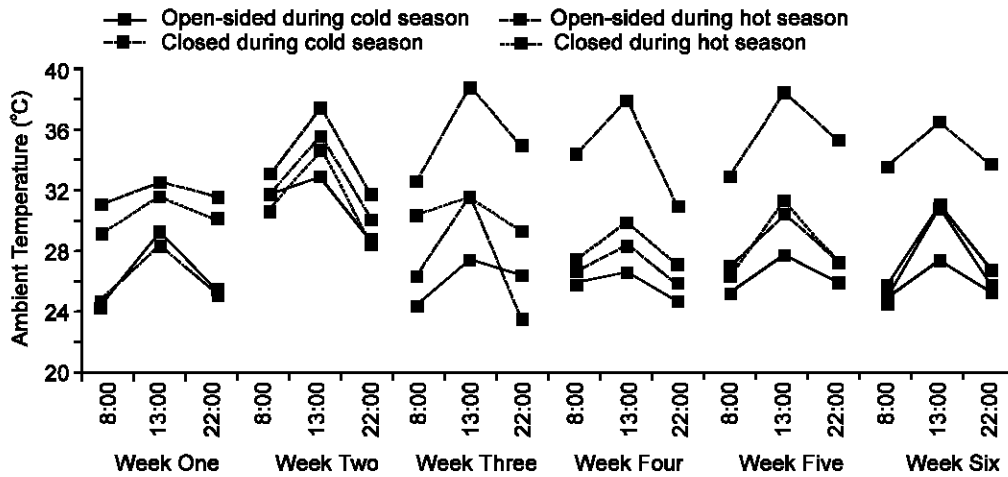 Open-sided during cold season
Open-sided during hot season
Closed during cold season
Closed during hot season
Ambient Temperature (°C)
40
36
32
28
24
20
8:00 13:00 22:00 8:00 13:00 22:00 8:00 13:00 22:00 8:00 13:00 22:00 8:00 13:00 22:00 8:00 13:00 22:00
Week One Week Two Week Three Week Four Week Five Week Six